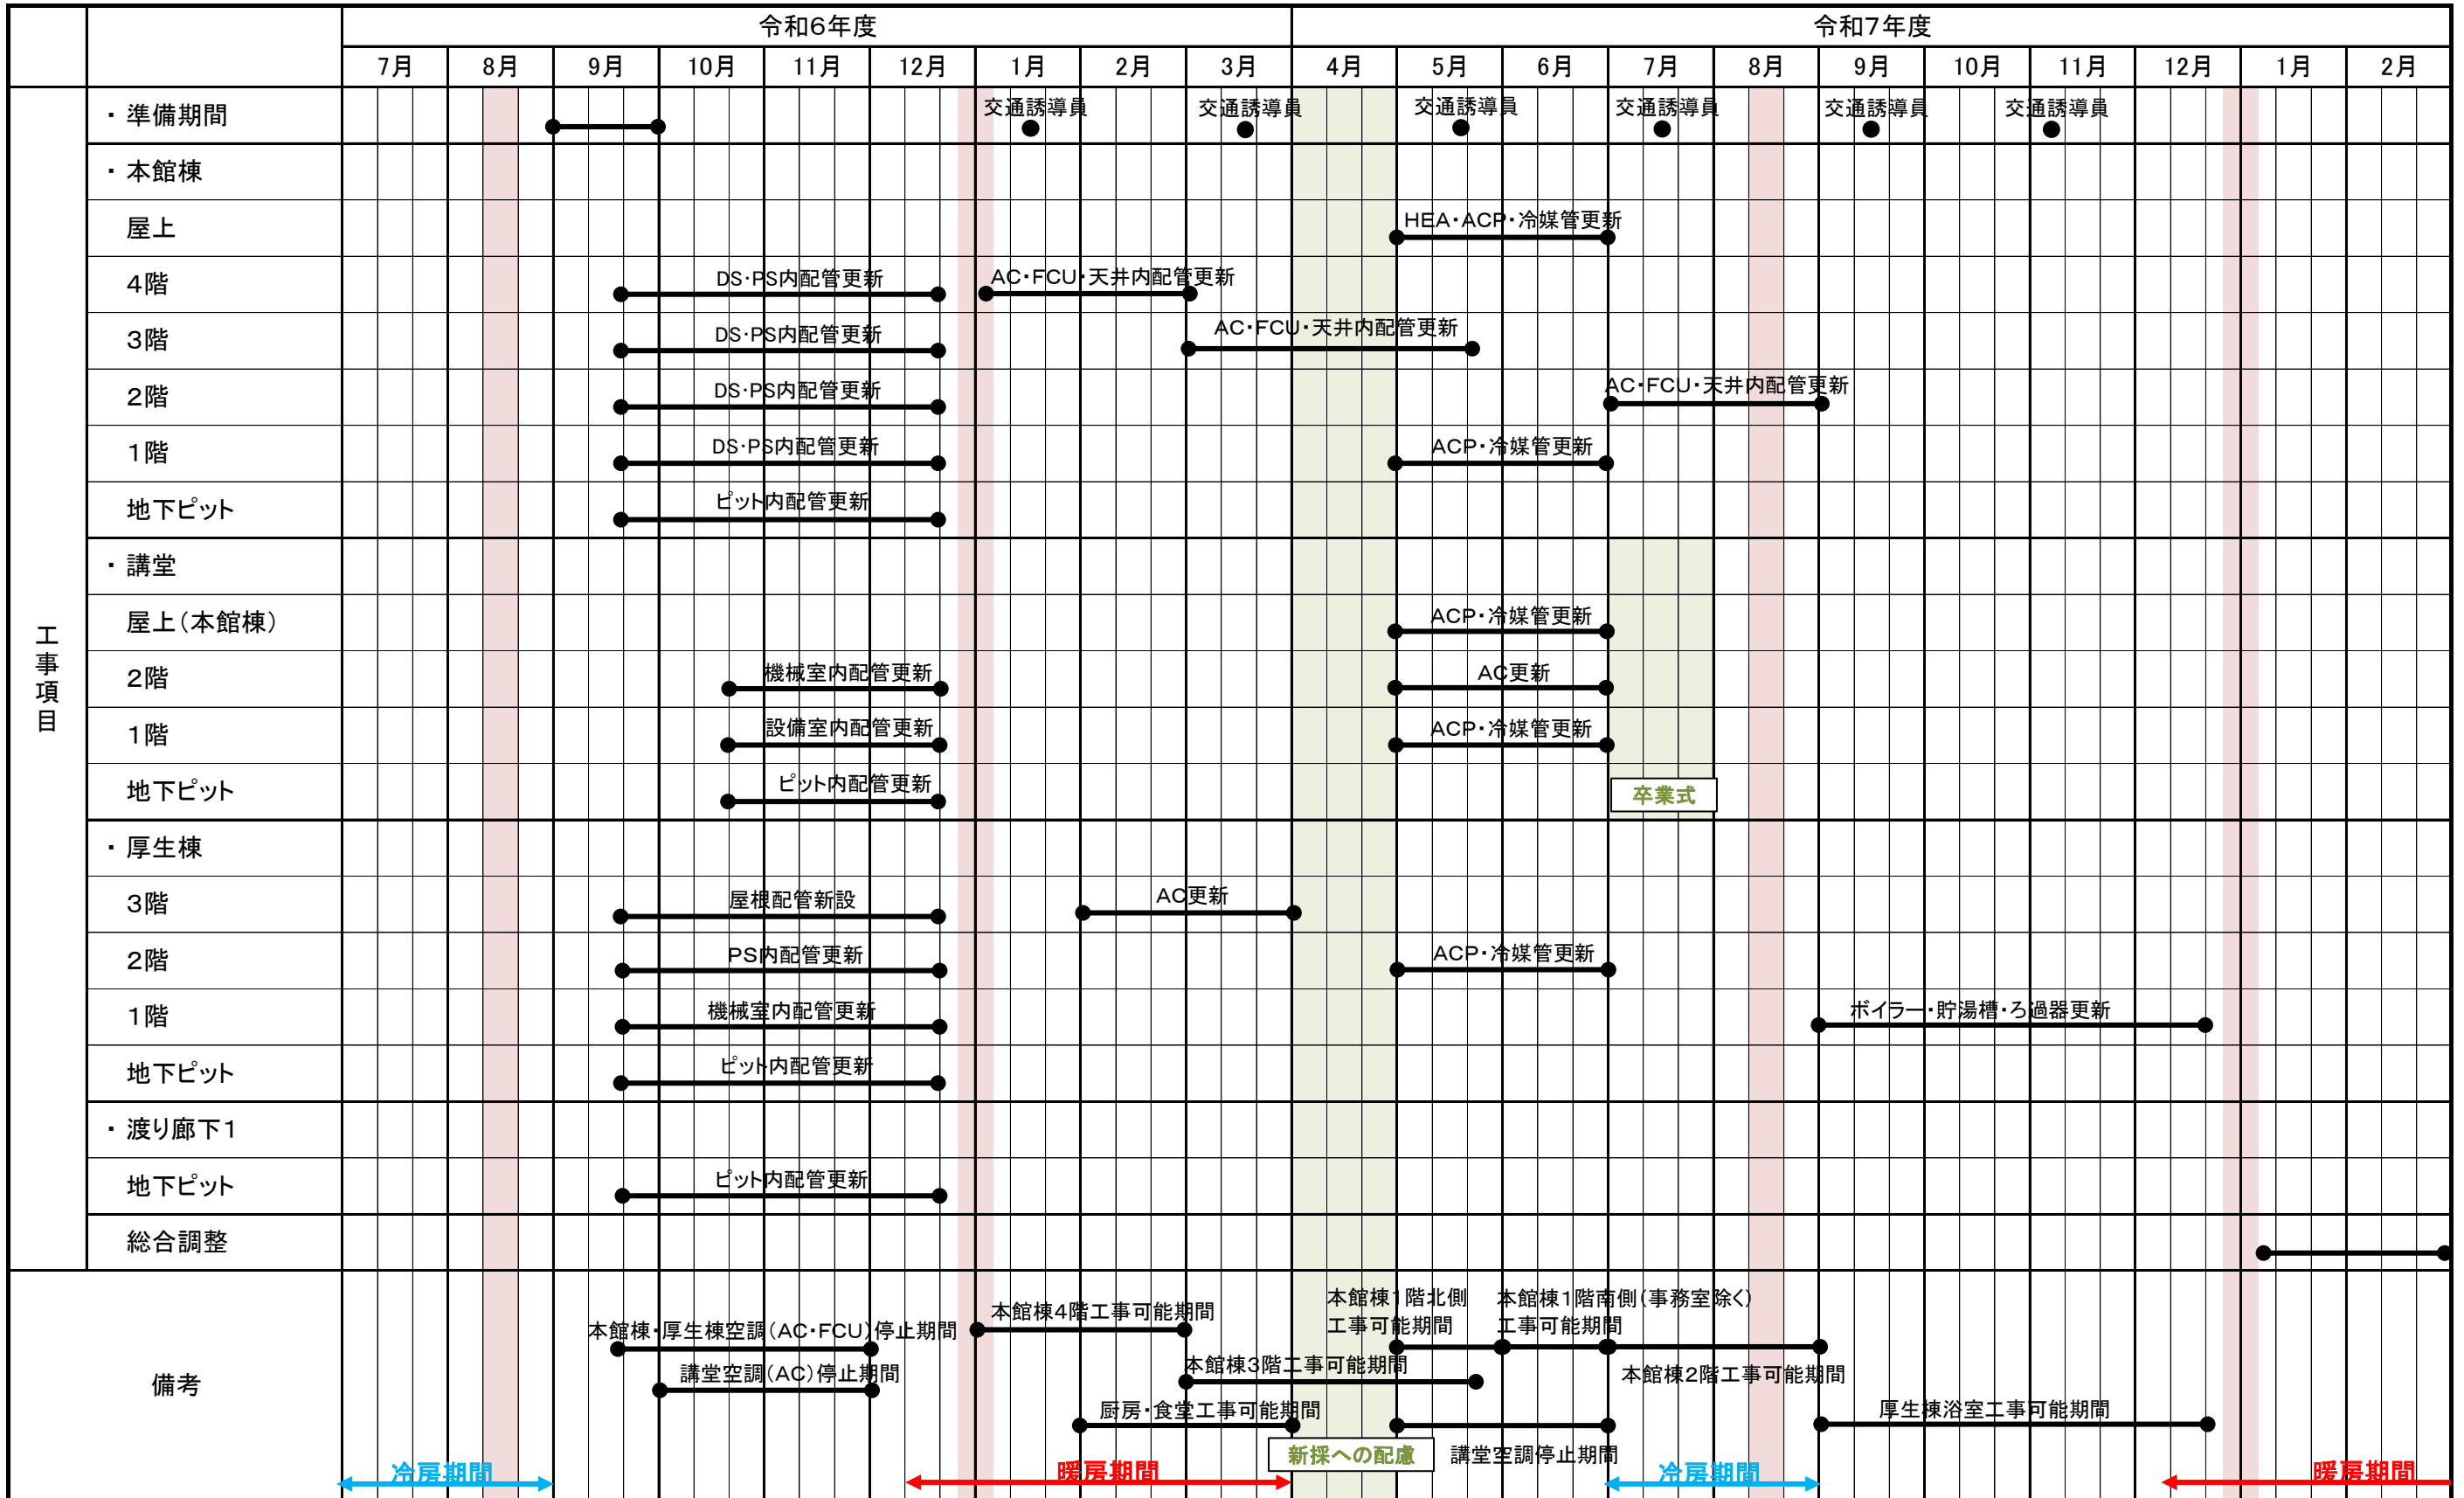 令和6年度
令和7年度
7月 8月 9月 10月 11月 12月 1月 2月 3月 4月 5月 6月 7月 8月 9月 10月 11月 12月 1月 2月
工事項目
・ 準備期間
交通誘導員 交通誘導員 交通誘導員 交通誘導員 交通誘導員 交通誘導員
・ 本館棟
屋上
HEA・ACP・冷媒管更新
4階
DS・PS内配管更新
AC・FCU・天井内配管更新
3階
DS・PS内配管更新
AC・FCU・天井内配管更新
2階
DS・PS内配管更新
AC・FCU・天井内配管更新
1階
DS・PS内配管更新
ACP・冷媒管更新
地下ピット
ピット内配管更新
・ 講堂
屋上(本館棟)
ACP・冷媒管更新
2階
機械室内配管更新
AC更新
1階
設備室内配管更新
ACP・冷媒管更新
地下ピット
ピット内配管更新
卒業式
・ 厚生棟
3階
屋根配管新設
AC更新
2階
PS内配管更新
ACP・冷媒管更新
1階
機械室内配管更新
ボイラー・貯湯槽・ろ過器更新
地下ピット
ピット内配管更新
・ 渡り廊下1
地下ピット
ピット内配管更新
総合調整
備考
本館棟・厚生棟空調(AC・FCU)停止期間
講堂空調(AC)停止期間
本館棟4階工事可能期間
本館棟3階工事可能期間
厨房・食堂工事可能期間
本館棟1階北側
工事可能期間
本館棟1階南側(事務室除く)
工事可能期間
本館棟2階工事可能期間
厚生棟浴室工事可能期間
新採への配慮
講堂空調停止期間
冷房期間
暖房期間
冷房期間
暖房期間